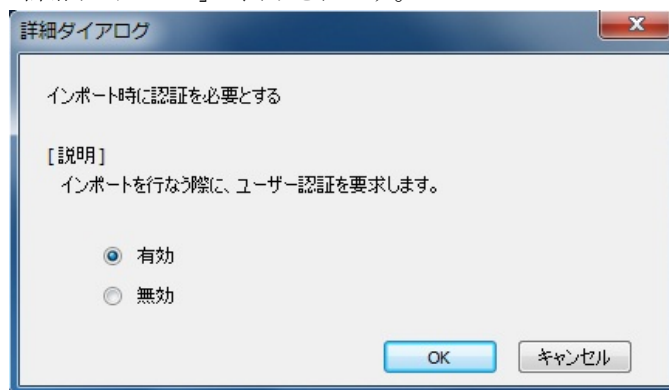 詳細ダイアログ
インポート時に認証を必要とする
[説明]
インポートを行なう際に、ユーザー認証を要求します。
有効
無効
OK キャンセル